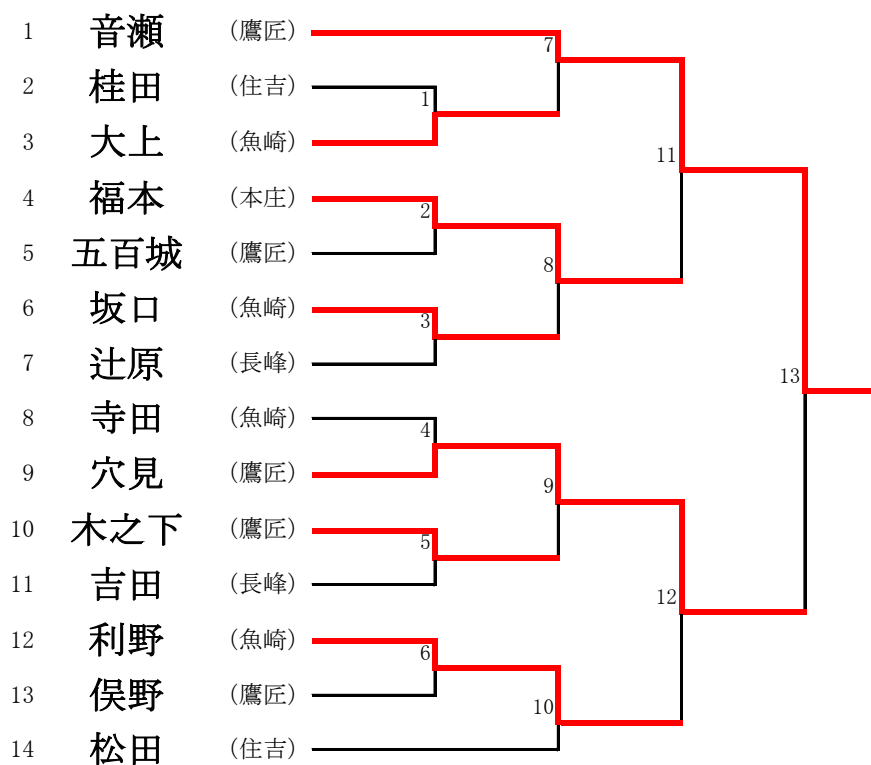 1 音瀬 (鷹匠)
7
2 桂田 (住吉)
1
3 大上 (魚崎)
11
4 福本 (本庄)
2
5 五百城 (鷹匠)
8
6 坂口 (魚崎)
3
7 辻原 (長峰)
13
8 寺田 (魚崎)
4
9 穴見 (鷹匠)
9
10 木之下 (鷹匠)
5
11 吉田 (長峰)
12
12 利野 (魚崎)
6
13 俣野 (鷹匠)
10
14 松田 (住吉)